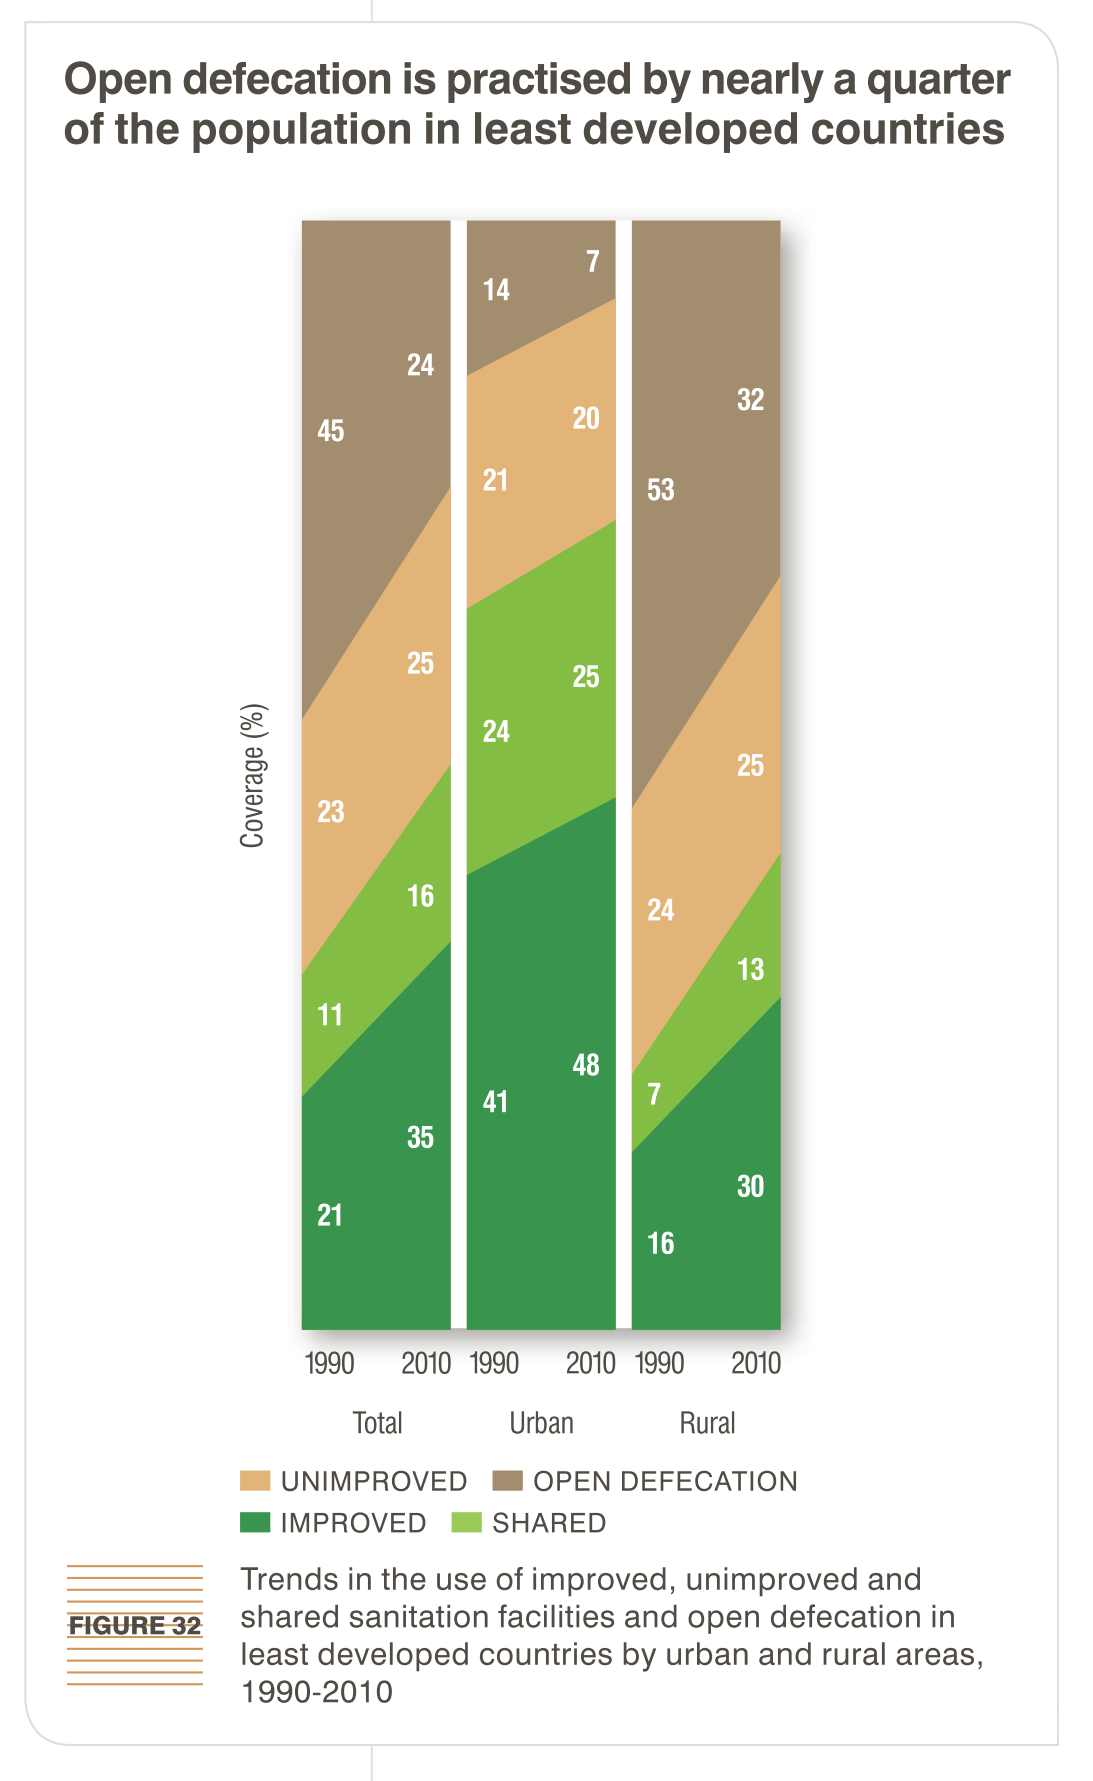 Open defecation is practised by nearly a quarter
of the population in least developed countries
Coverage (%)
45
24
23
25
11
16
21
35
14
7
21
20
24
25
41
48
53
32
24
25
7
13
16
30
1990 2010 1990 2010 1990 2010
Total Urban Rural
UNIMPROVED OPEN DEFECATION
IMPROVED SHARED
FIGURE 32
Trends in the use of improved, unimproved and
shared sanitation facilities and open defecation in
least developed countries by urban and rural areas,
1990-2010